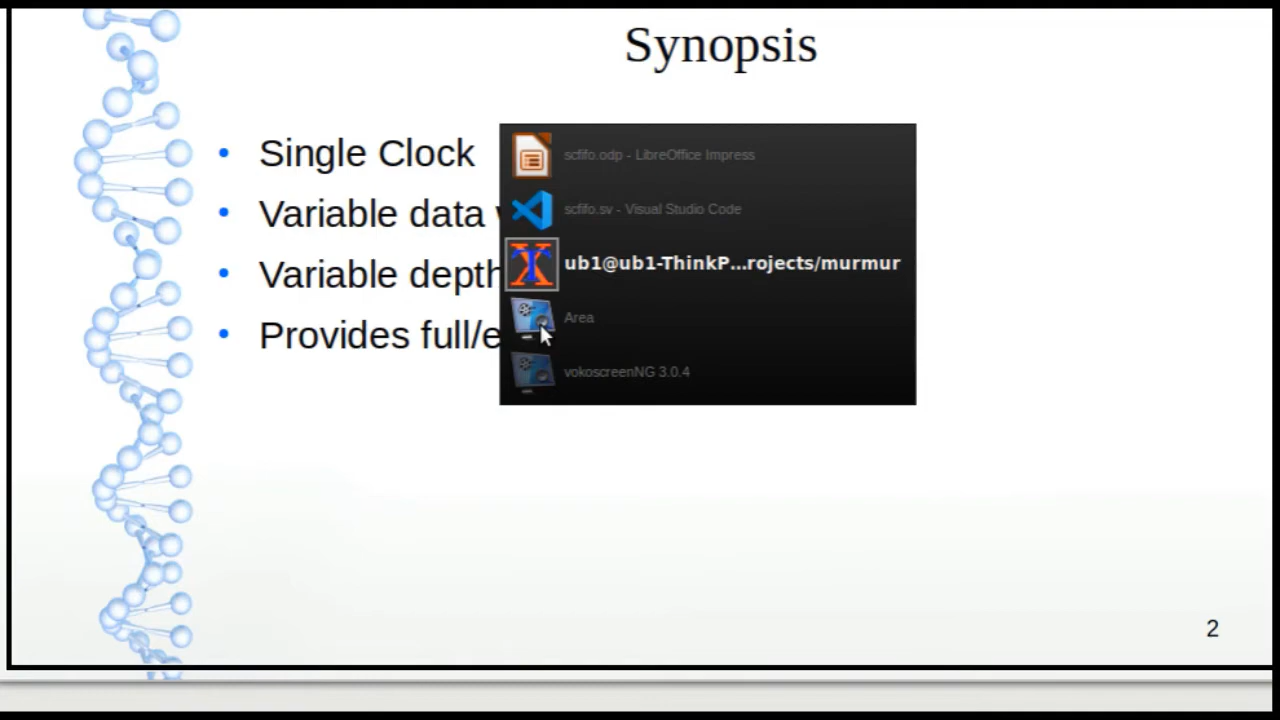 Synopsis
• Single Clock
• Variable data
• Variable depth
• Provides full/e
scfifo.odp - LibreOffice Impress
scfifo.sv - Visual Studio Code
ub1@ub1-ThinkP...rojects/murmur
Area
vokoscreenNG 3.0.4
2